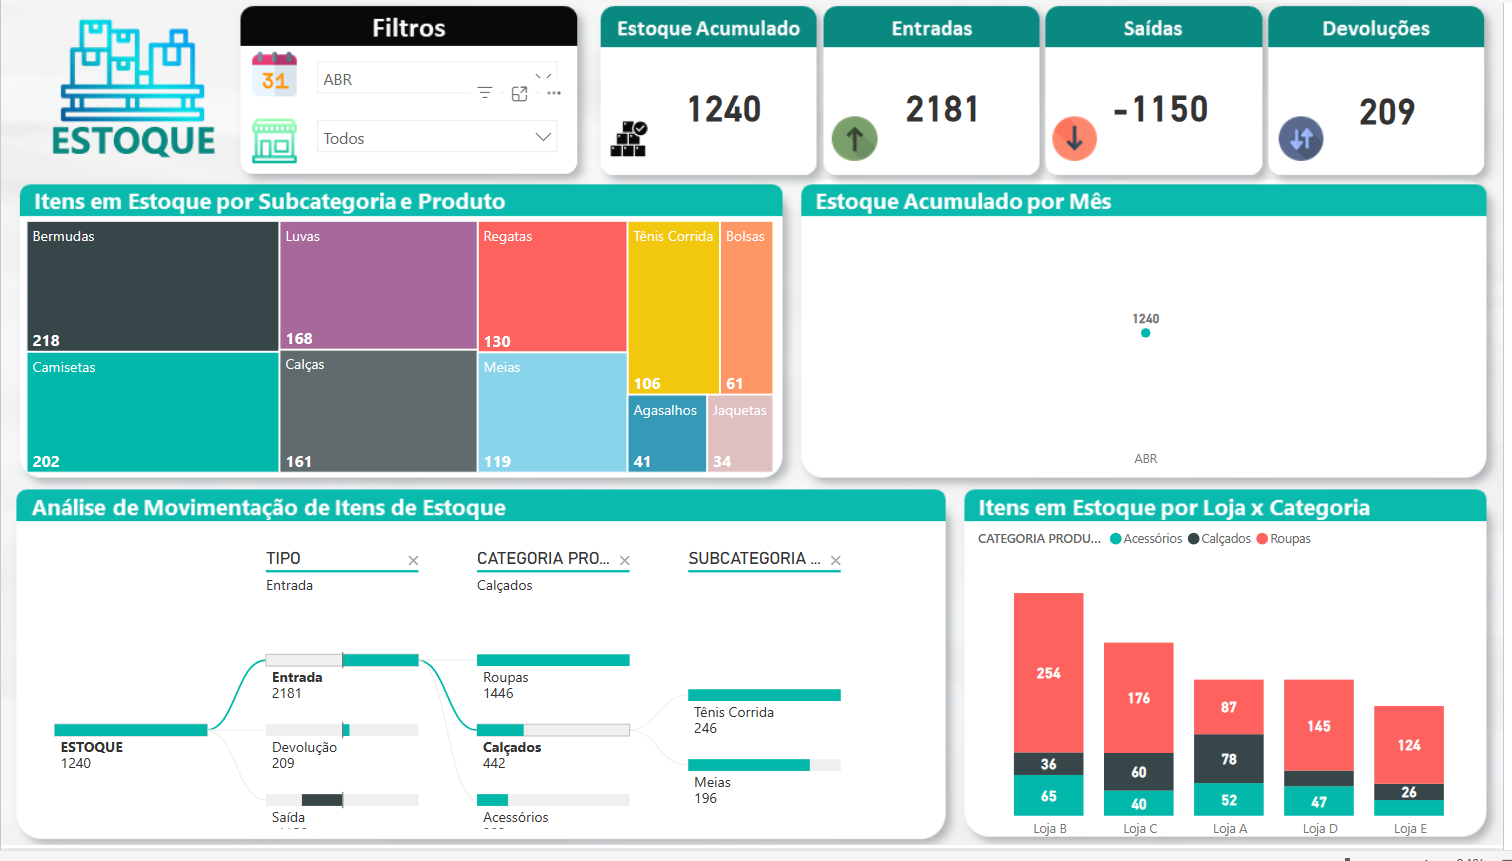 ESTOQUE
Filtros
31
ABR
Todos
Estoque Acumulado
1240
Entradas
2181
Saídas
-1150
Devoluções
209
Itens em Estoque por Subcategoria e Produto
Bermudas
218
Camisetas
202
Luvas
168
Calças
161
Regatas
130
Meias
119
Tênis Corrida
106
Bolsas
61
Agasalhos
41
Jaquetas
34
Estoque Acumulado por Mês
1240
ABR
Análise de Movimentação de Itens de Estoque
TIPO
Entrada
CATEGORIA PRO...
Calçados
SUBCATEGORIA ...
ESTOQUE
1240
Entrada
2181
Devolução
209
Saída
Roupas
1446
Calçados
442
Acessórios
Tênis Corrida
246
Meias
196
Itens em Estoque por Loja x Categoria
CATEGORIA PRODU... Acessórios Calçados Roupas
254
36
65
Loja B
176
60
40
Loja C
87
78
52
Loja A
145
47
Loja D
124
26
Loja E